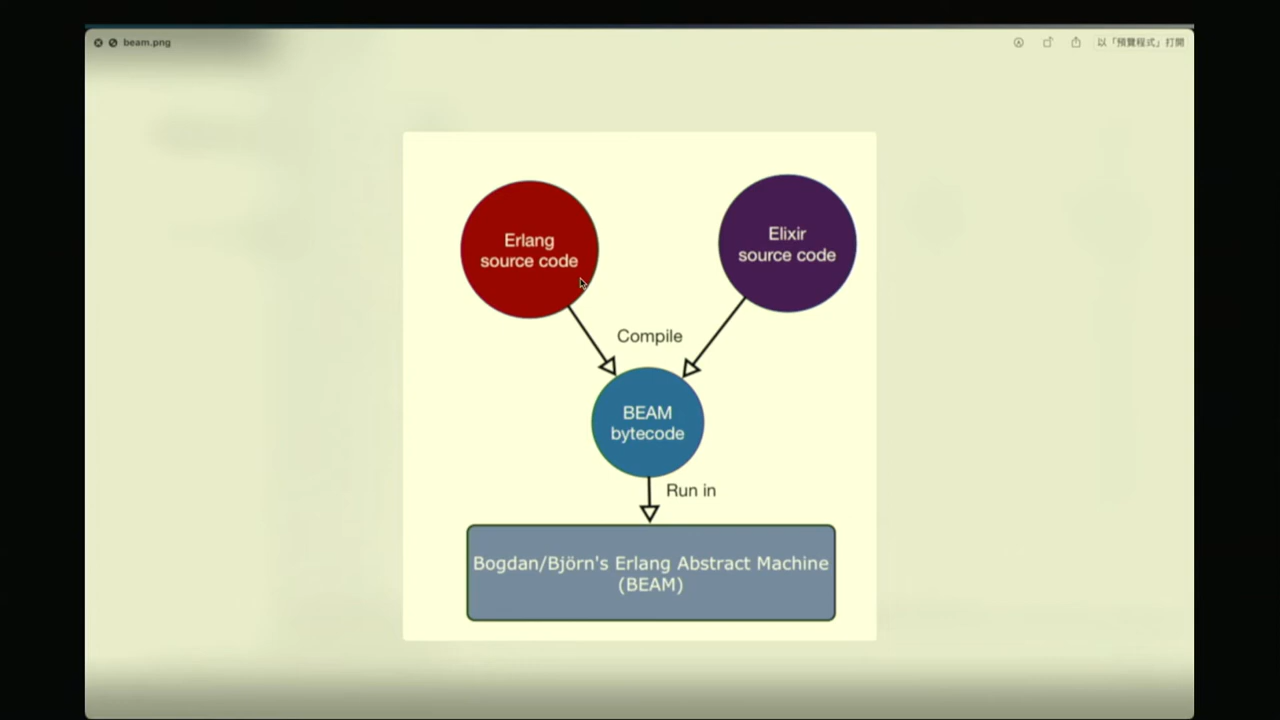 beam.png
以「預覽程式」打開
Erlang
source code
Elixir
source code
Compile
BEAM
bytecode
Run in
Bogdan/Björn's Erlang Abstract Machine
(BEAM)